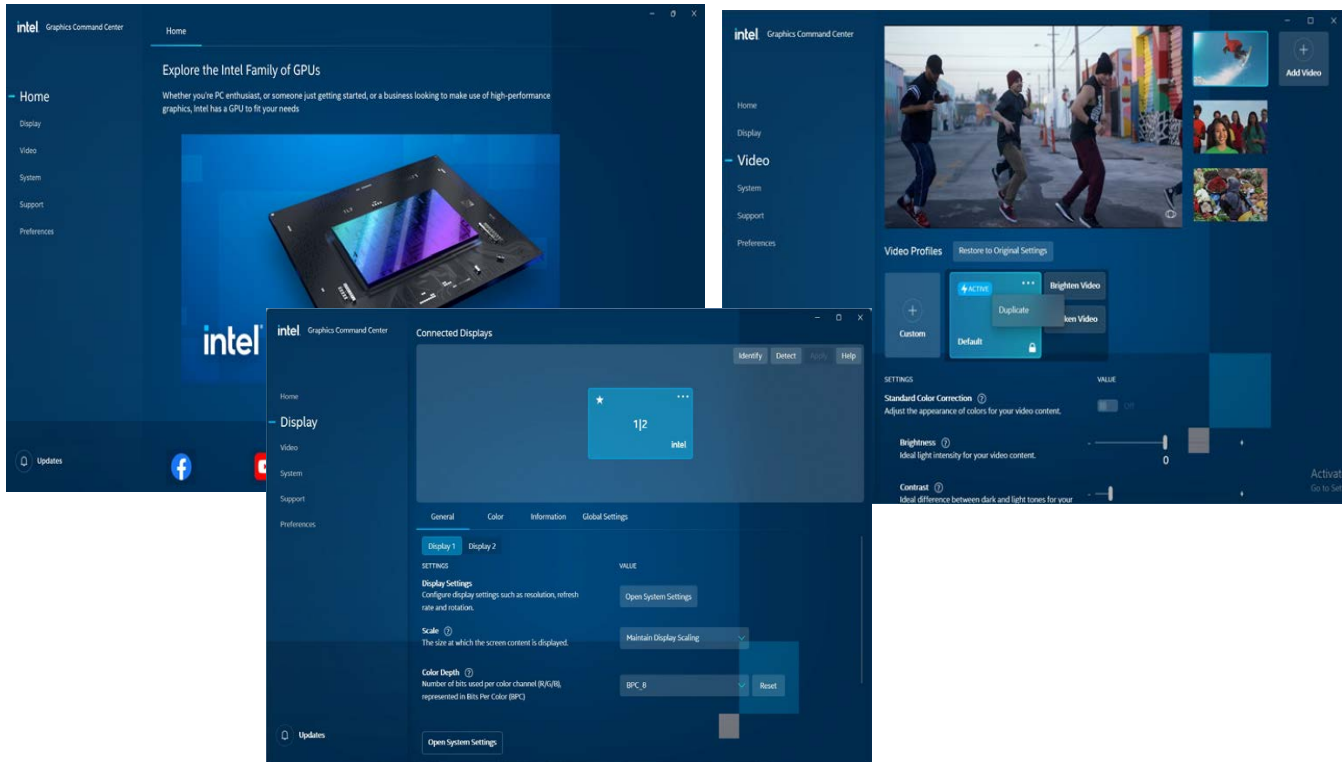 intel Graphics Command Center
Home
Explore the Intel Family of GPUs
Whether you're PC enthusiast, or someone just getting started, or a business looking to make use of high-performance
graphics, Intel has a GPU to fit your needs
Home
Display
Video
System
Support
Preferences
intel
Updates
intel Graphics Command Center
Add Video
Home
Display
Video
System
Support
Preferences
Video Profiles
Restore to Original Settings
ACTIVE
Brighten Video
Duplicate
ken Video
Custom
Default
SETTINGS
VALUE
Standard Color Correction
Off
Adjust the appearance of colors for your video content.
Brightness
Ideal light intensity for your video content.
0
Contrast
Ideal difference between dark and light tones for your
Activat
Go to Set
intel Graphics Command Center
Connected Displays
Identify Detect Apply Help
1|2
intel
Home
Display
Video
System
Support
Preferences
General Color Information Global Settings
Display 1 Display 2
SETTINGS
VALUE
Display Settings
Configure display settings such as resolution, refresh
rate and rotation.
Open System Settings
Scale
The size at which the screen content is displayed.
Maintain Display Scaling
Color Depth
Number of bits used per color channel (R/G/B),
represented in Bits Per Color (BPC)
BPC_8
Reset
Updates
Open System Settings